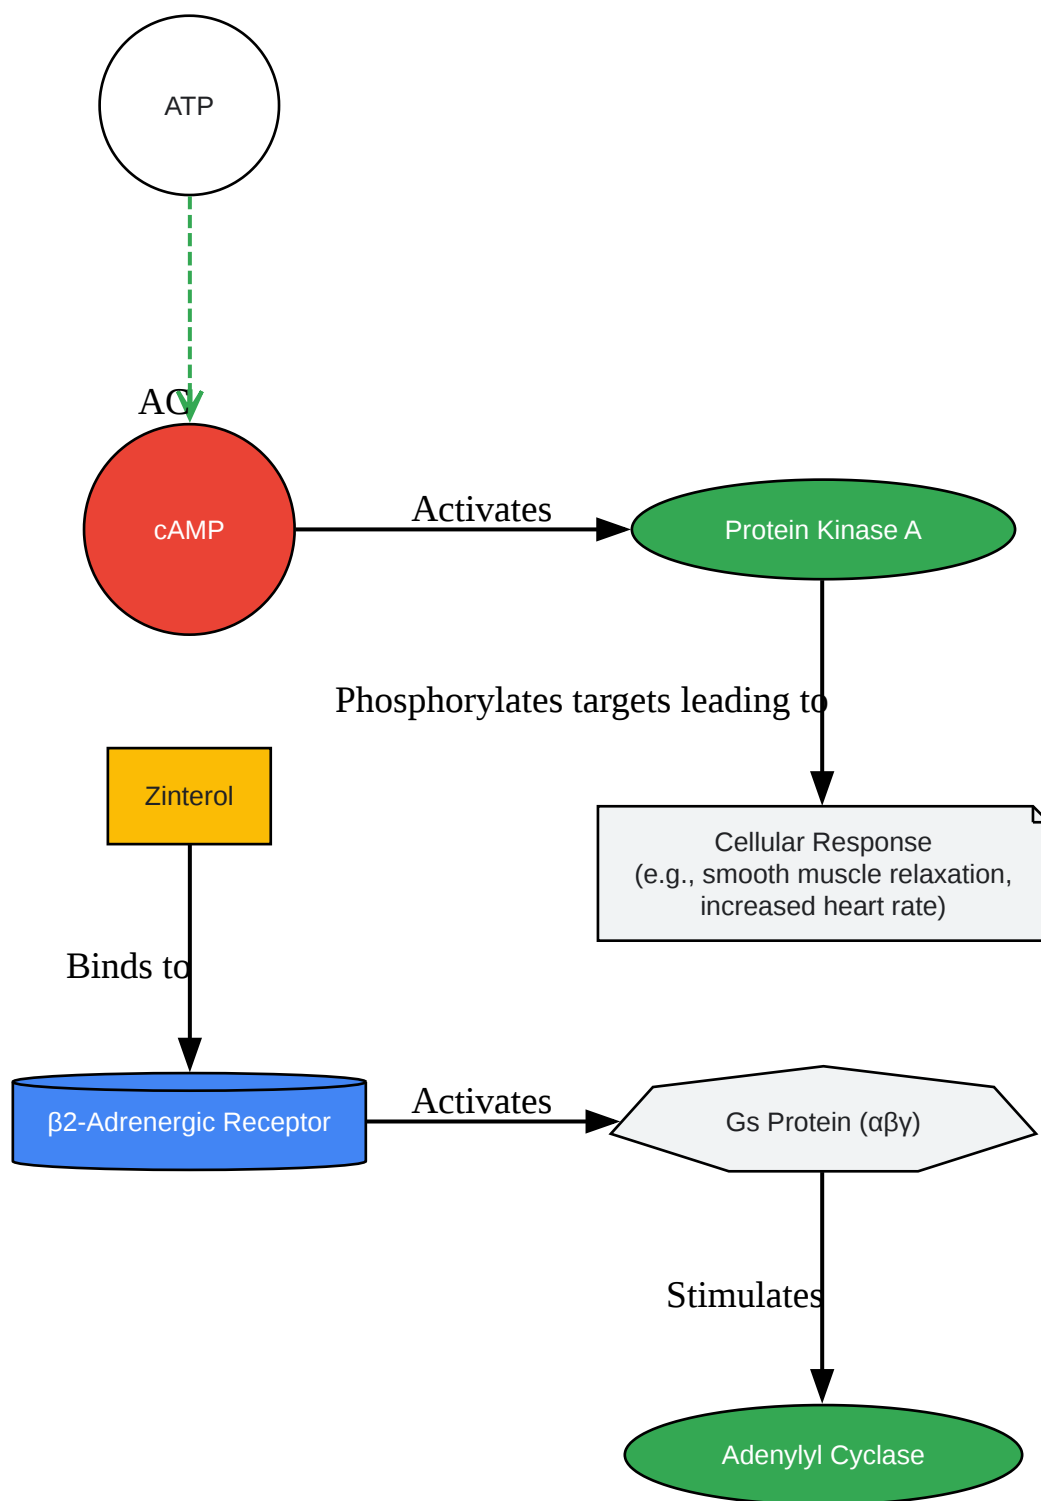 ATP
AC
cAMP
Activates
Protein Kinase A
Phosphorylates targets leading to
Zinterol
Cellular Response
(e.g., smooth muscle relaxation,
increased heart rate)
Binds to
β2-Adrenergic Receptor
Activates
Gs Protein (αβγ)
Stimulates
Adenylyl Cyclase